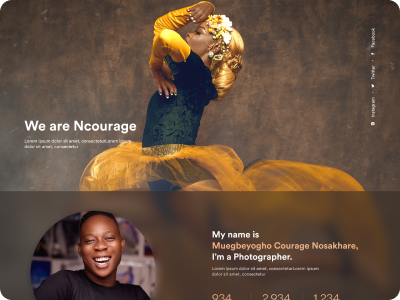 We are Ncourage
Lorem ipsum dolor sit amet, consectetur
dolor sit amet, consectetur
Facebook
Twitter
Instagram
My name is
Muegbeyogho Courage Nosakhare,
I'm a Photographer.
Lorem ipsum dolor sit amet, consectetur lorem ipsum
dolor sit amet, consectetur
934
2,934
1,234